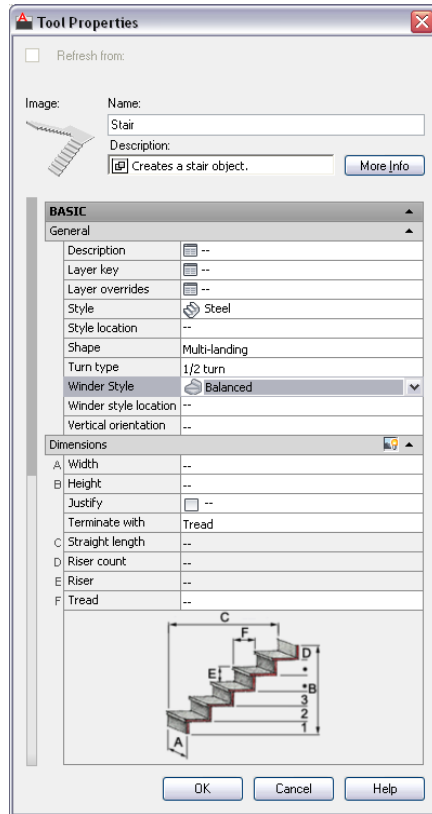 Tool Properties
Refresh from:
Image:
Name:
Stair
Description:
Creates a stair object.
More Info
BASIC
General
Description --
Layer key --
Layer overrides --
Style Steel
Style location --
Shape Multi-landing
Turn type 1/2 turn
Winder Style Balanced
Winder style location --
Vertical orientation --
Dimensions
A Width --
B Height --
Justify --
Terminate with Tread
C Straight length --
D Riser count --
E Riser --
F Tread --
C
F
D
E
B
3
2
A
1
OK Cancel Help